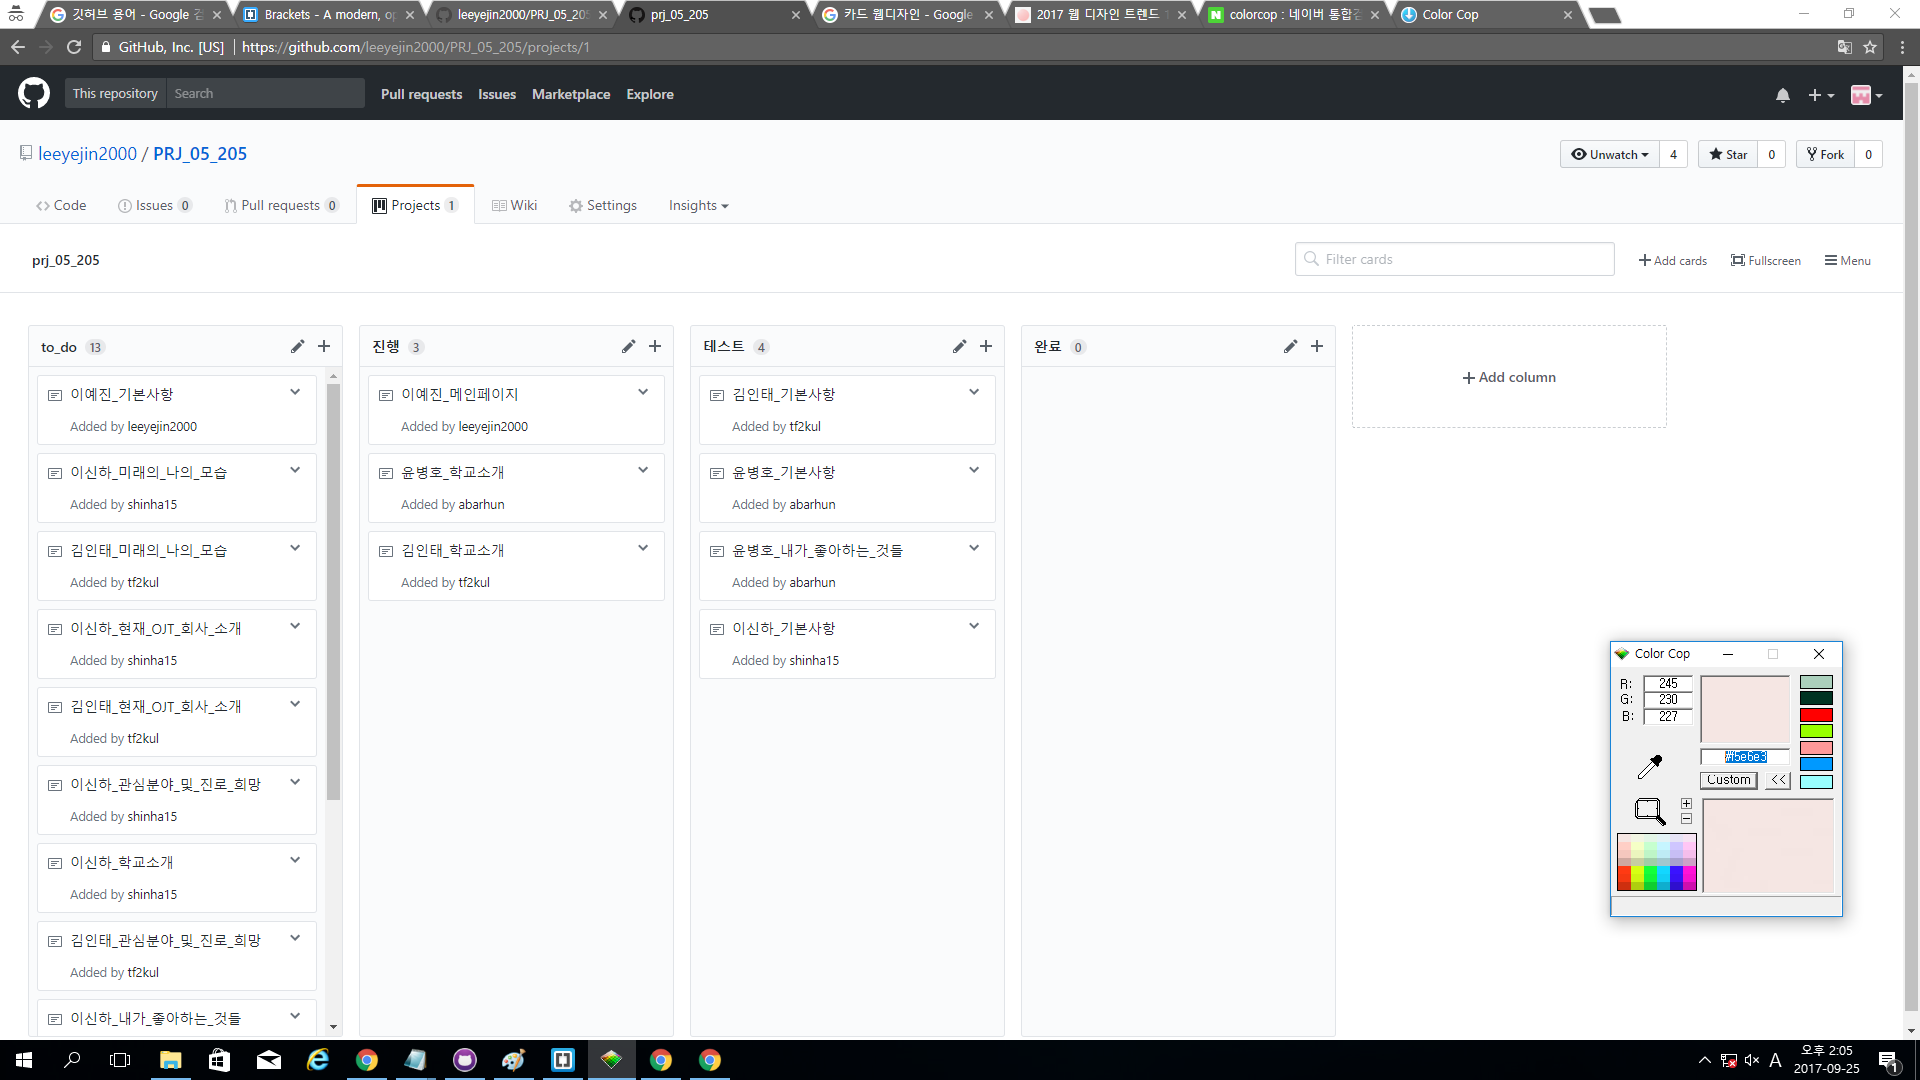 깃허브 용어 - Google 검
Brackets - A modern, op
leeyejin2000/PRJ_05_205
prj_05_205
카드 웹디자인 - Google
2017 웹 디자인 트렌드
colorcop : 네이버 통합검
Color Cop
GitHub, Inc. [US] https://github.com/leeyejin2000/PRJ_05_205/projects/1
This repository Search Pull requests Issues Marketplace Explore
leeyejin2000 / PRJ_05_205
Unwatch 4 Star 0 Fork 0
Code Issues 0 Pull requests 0 Projects 1 Wiki Settings Insights
prj_05_205
Filter cards Add cards Fullscreen Menu
to_do 13
이예진_기본사항
Added by leeyejin2000
이신하_미래의_나의_모습
Added by shinha15
김인태_미래의_나의_모습
Added by tf2kul
이신하_현재_OJT_회사_소개
Added by shinha15
김인태_현재_OJT_회사_소개
Added by tf2kul
이신하_관심분야_및_진로_희망
Added by shinha15
이신하_학교소개
Added by shinha15
김인태_관심분야_및_진로_희망
Added by tf2kul
이신하_내가_좋아하는_것들
진행 3
이예진_메인페이지
Added by leeyejin2000
윤병호_학교소개
Added by abarhun
김인태_학교소개
Added by tf2kul
테스트 4
김인태_기본사항
Added by tf2kul
윤병호_기본사항
Added by abarhun
윤병호_내가_좋아하는_것들
Added by abarhun
이신하_기본사항
Added by shinha15
완료 0
Add column
Color Cop
R: 245
G: 230
B: 227
#f5e6e3
Custom <<
A
오후 2:05
2017-09-25
1